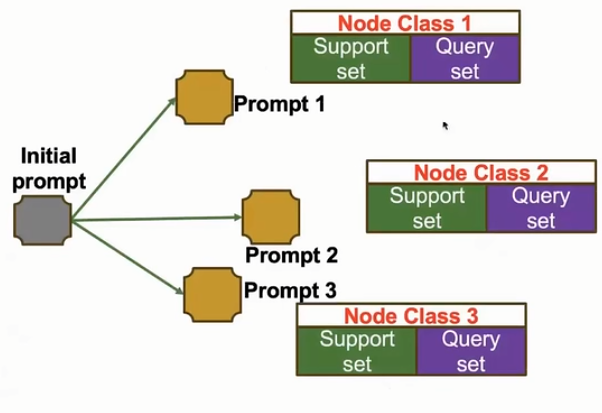 Node Class 1
Support set
Query set
Prompt 1
Initial prompt
Node Class 2
Support set
Query set
Prompt 2
Prompt 3
Node Class 3
Support set
Query set